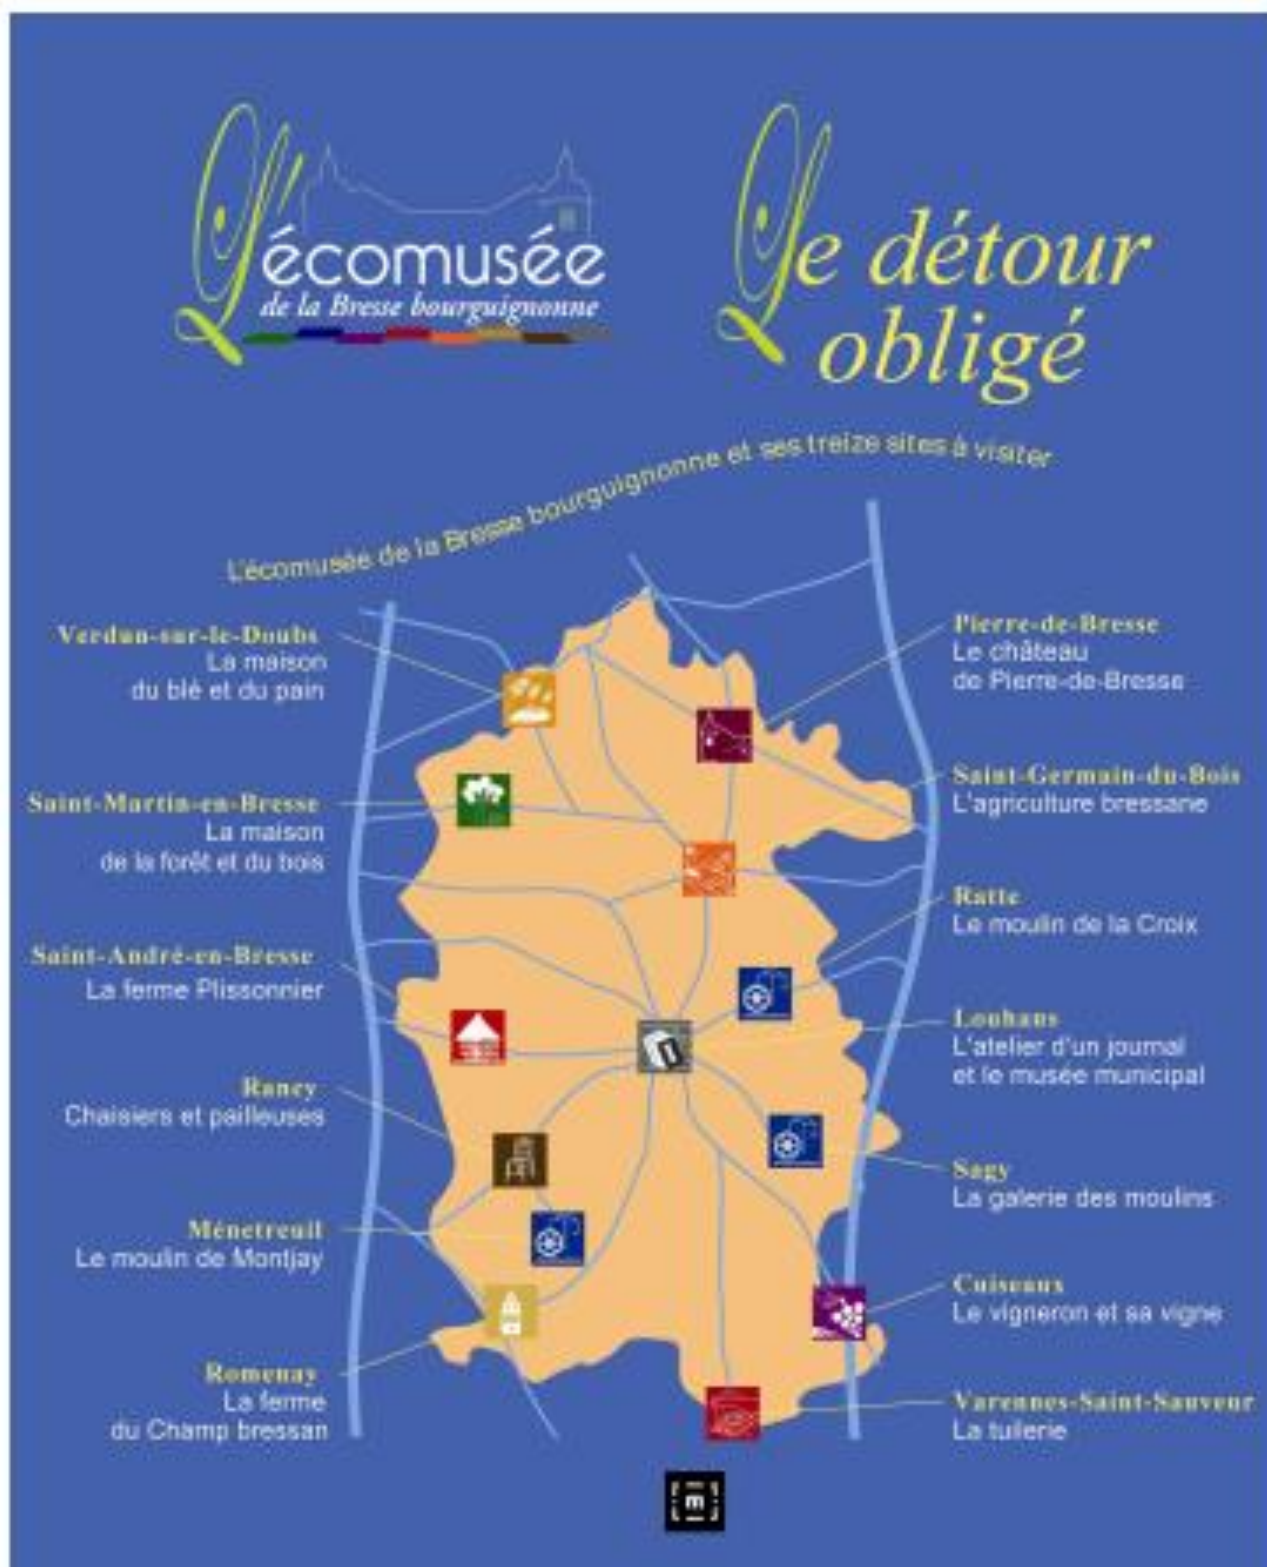 L'écomusée
de la Bresse bourguignonne
Le détour
obligé
L'écomusée de la Bresse bourguignonne et ses treize sites à visiter
Verdun-sur-le-Doubs
La maison
du blé et du pain
Saint-Martin-en-Bresse
La maison
de la forêt et du bois
Saint-André-en-Bresse
La ferme Plissonnier
Rancy
Chaisiers et pailleuses
Ménetreuil
Le moulin de Montjay
Romenay
La ferme
du Champ bressan
Pierre-de-Bresse
Le château
de Pierre-de-Bresse
Saint-Germain-du-Bois
L'agriculture bressane
Ratte
Le moulin de la Croix
Louhans
L'atelier d'un journal
et le musée municipal
Sagy
La galerie des moulins
Cuiseaux
Le vigneron et sa vigne
Varennes-Saint-Sauveur
La tuilerie
m